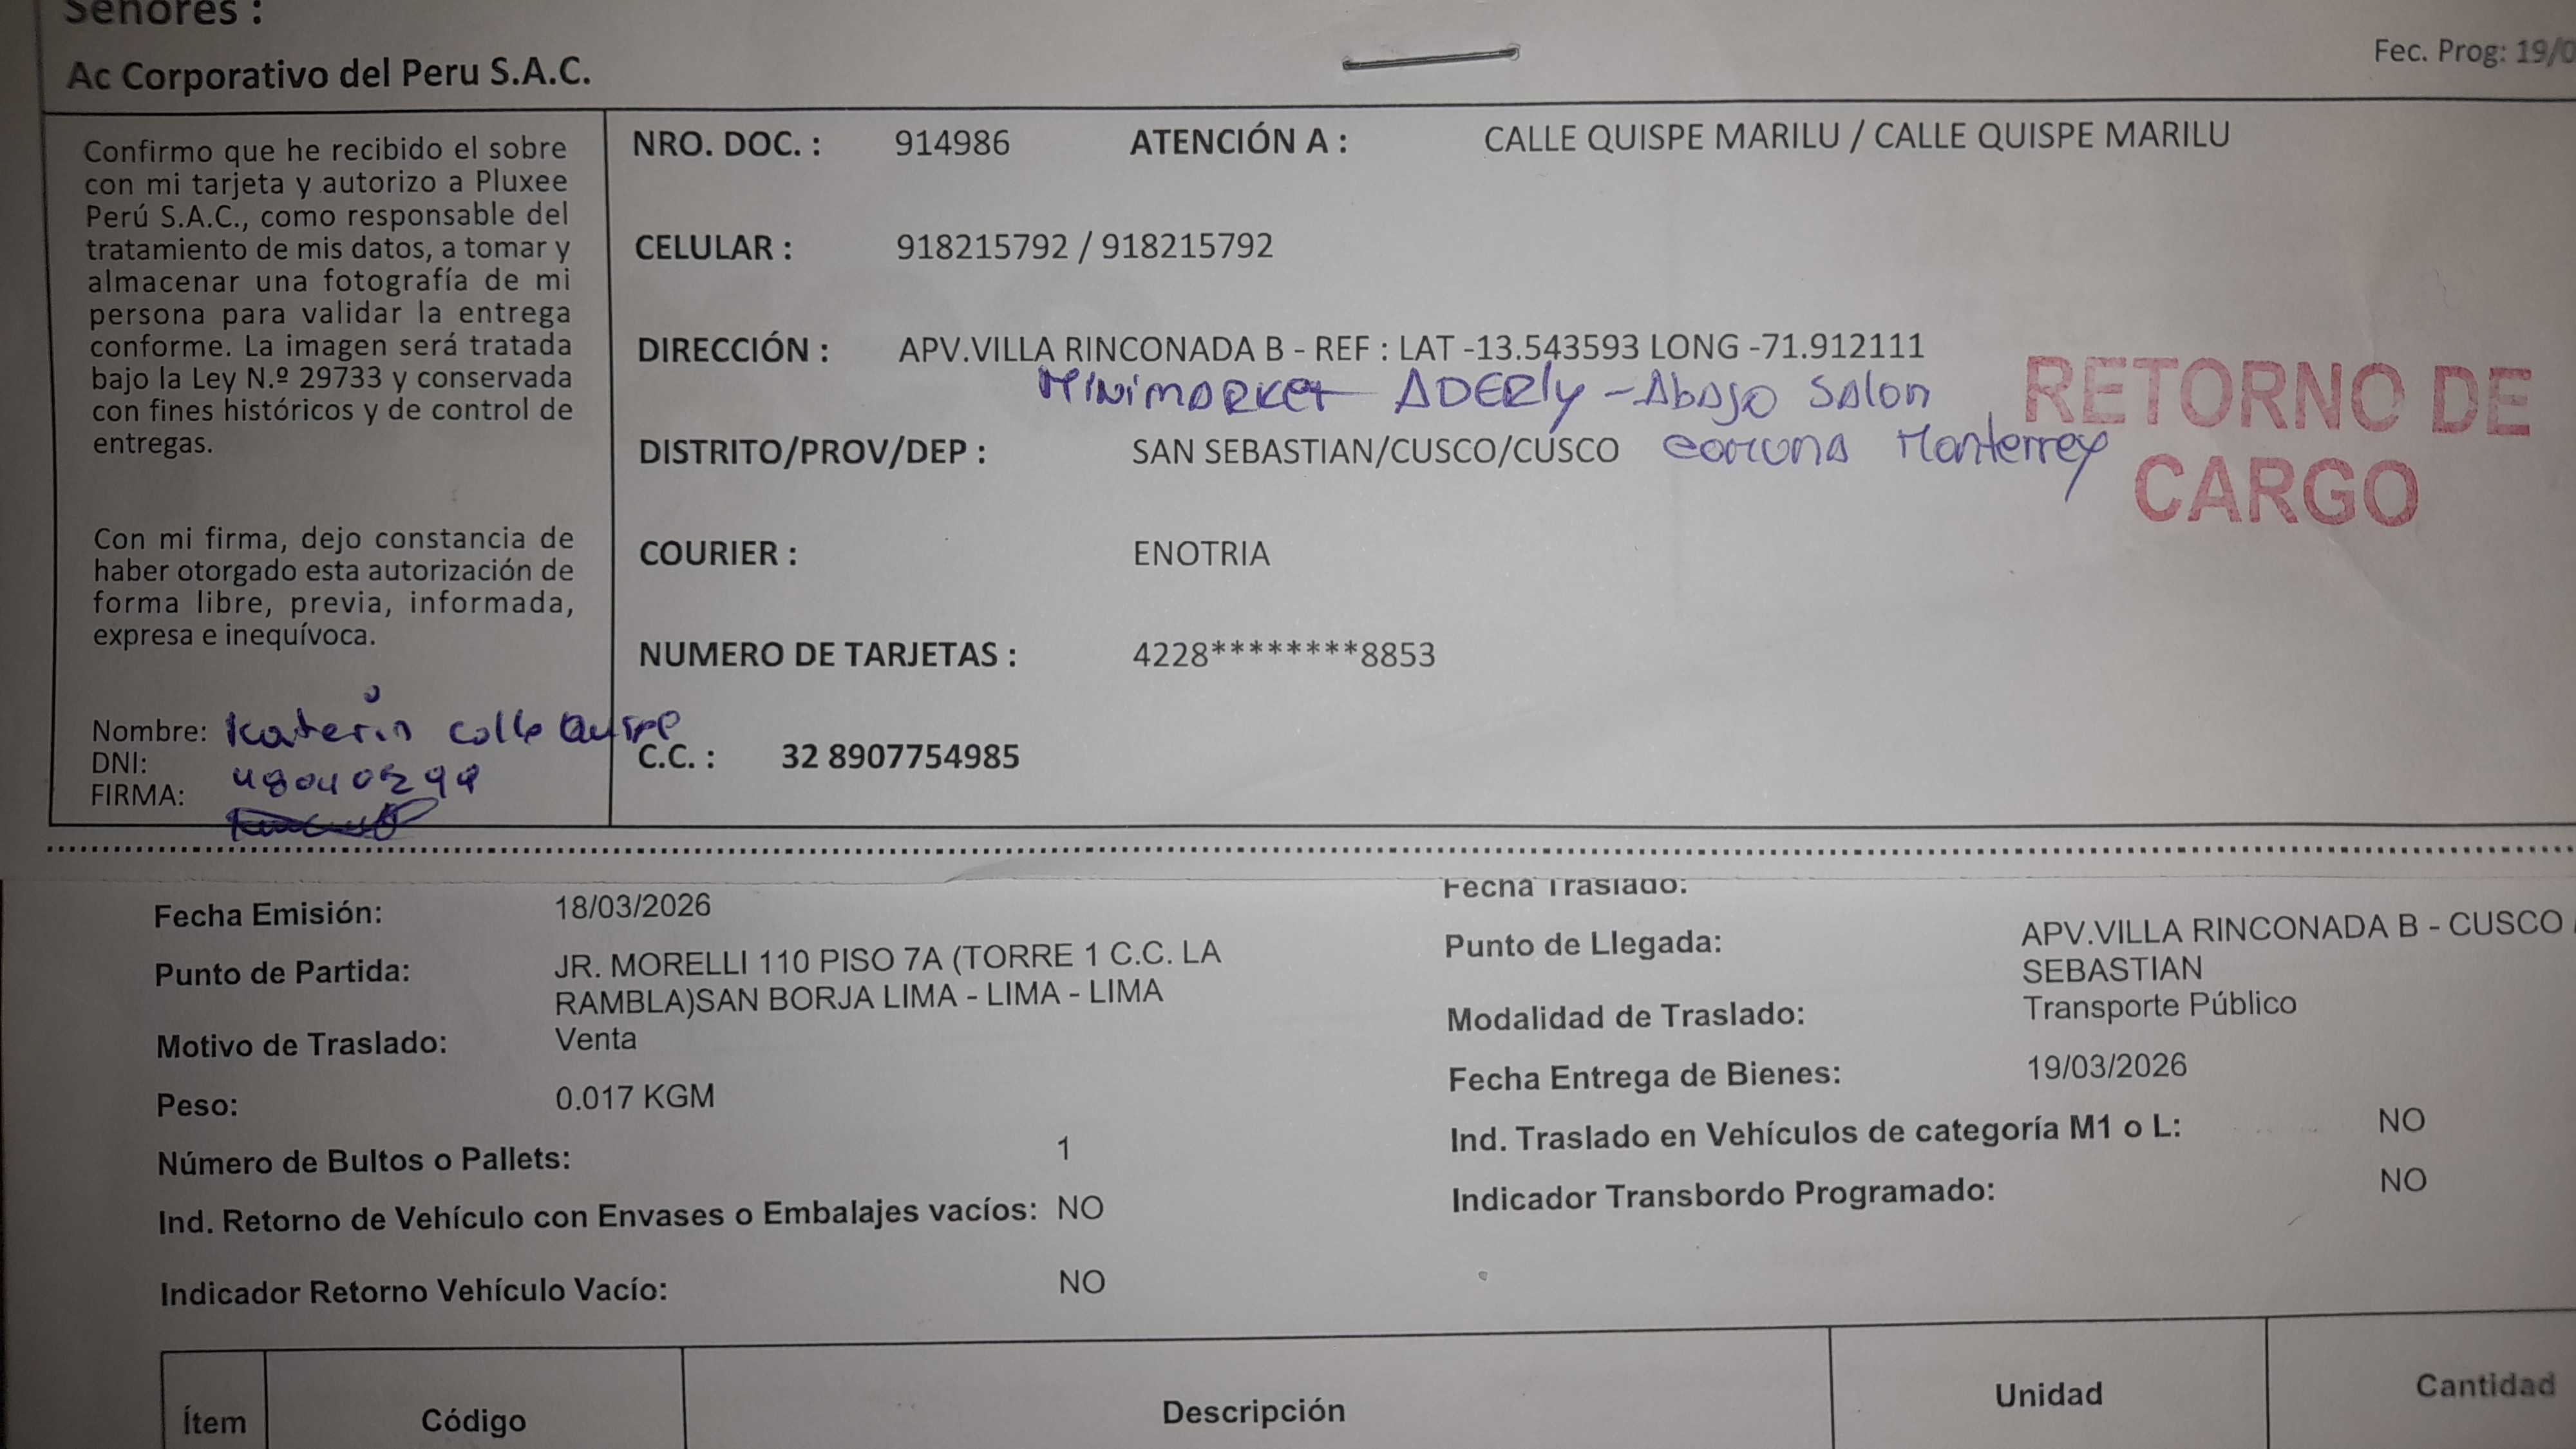 Señores :
Ac Corporativo del Peru S.A.C.
Fec. Prog: 19/0
Confirmo que he recibido el sobre
con mi tarjeta y autorizo a Pluxee
Perú S.A.C., como responsable del
tratamiento de mis datos, a tomar y
almacenar una fotografía de mi
persona para validar la entrega
conforme. La imagen será tratada
bajo la Ley N.º 29733 y conservada
con fines históricos y de control de
entregas.
Con mi firma, dejo constancia de
haber otorgado esta autorización de
forma libre, previa, informada,
expresa e inequívoca.
Nombre: Katerin Calle Quispe
DNI: 48040299
FIRMA:
NRO. DOC. : 914986 ATENCIÓN A : CALLE QUISPE MARILU / CALLE QUISPE MARILU
CELULAR : 918215792 / 918215792
DIRECCIÓN : APV.VILLA RINCONADA B - REF : LAT -13.543593 LONG -71.912111
MINIMARKET ADERly - Abajo Salon
DISTRITO/PROV/DEP : SAN SEBASTIAN/CUSCO/CUSCO Comuna Monterrey
RETORNO DE
CARGO
COURIER : ENOTRIA
NUMERO DE TARJETAS : 4228********8853
C.C. : 32 8907754985
Fecha Emisión: 18/03/2026
Punto de Partida: JR. MORELLI 110 PISO 7A (TORRE 1 C.C. LA
RAMBLA)SAN BORJA LIMA - LIMA - LIMA
Motivo de Traslado: Venta
Peso: 0.017 KGM
Número de Bultos o Pallets: 1
Ind. Retorno de Vehículo con Envases o Embalajes vacíos: NO
Indicador Retorno Vehículo Vacío: NO
Fecha Traslado:
Punto de Llegada: APV.VILLA RINCONADA B - CUSCO
SEBASTIAN
Modalidad de Traslado: Transporte Público
Fecha Entrega de Bienes: 19/03/2026
Ind. Traslado en Vehículos de categoría M1 o L: NO
Indicador Transbordo Programado: NO
Ítem Código Descripción Unidad Cantidad